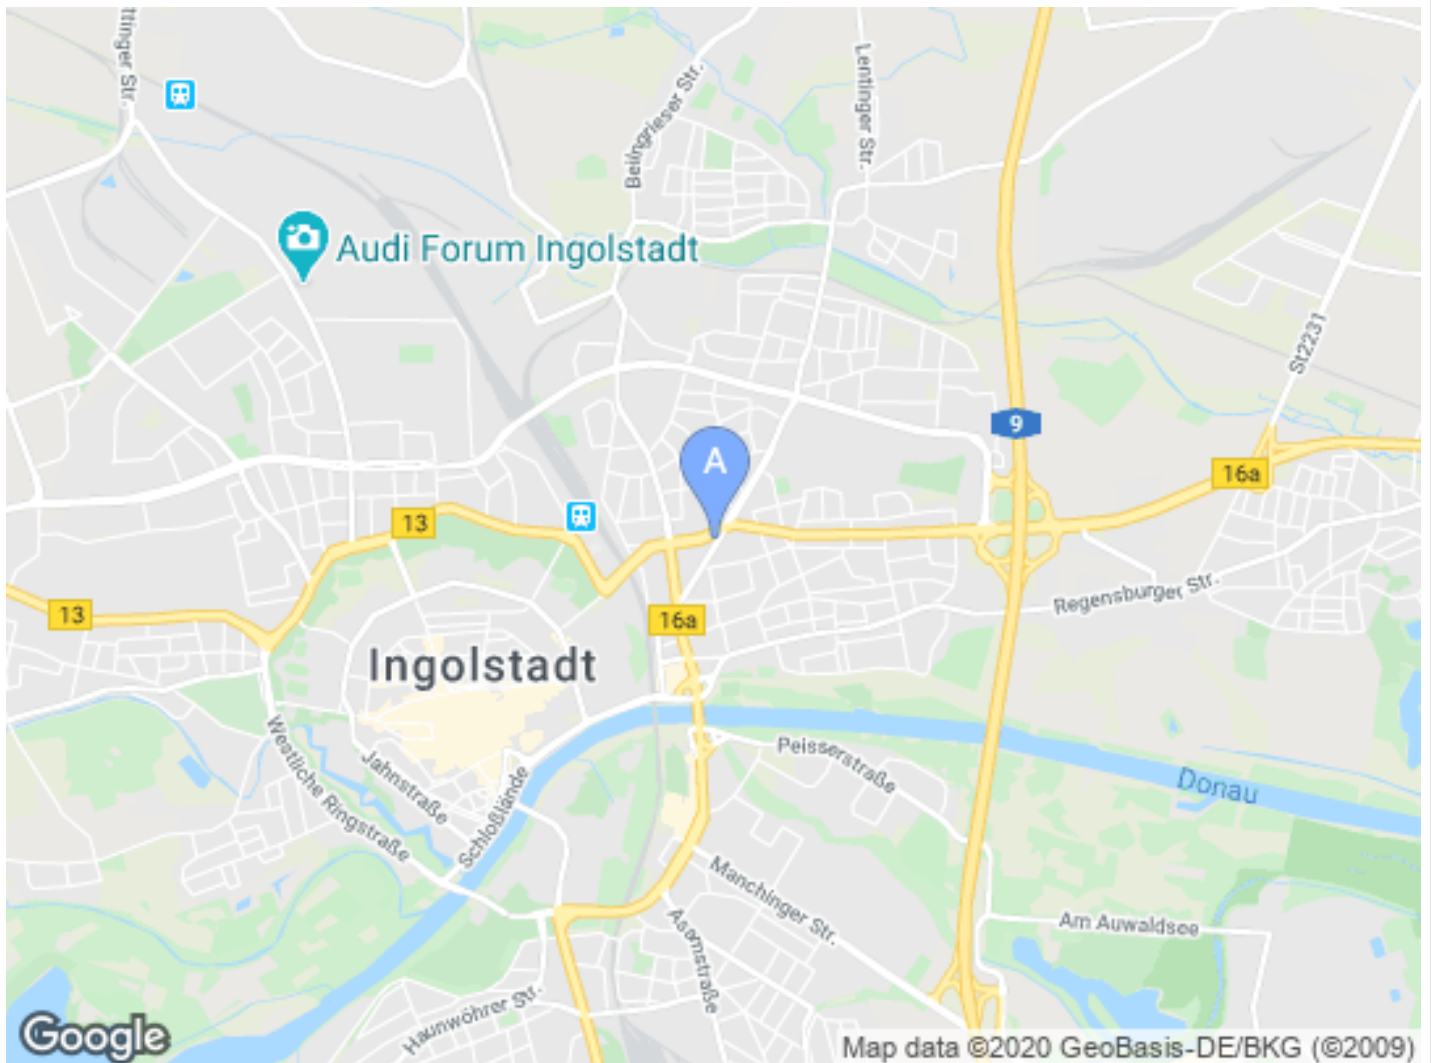 ttinger Str.
Lentinger Str.
Beilngrieser Str.
Audi Forum Ingolstadt
St2231
9
A
16a
13
13
16a
Regensburger Str.
Ingolstadt
Westliche Ringstraße
Jahnstraße
Schloßlände
Peisserstraße
Donau
Manchinger Str.
Am Auwaldsee
Asamstraße
Haunwöhrer Str.
Google
Map data ©2020 GeoBasis-DE/BKG (©2009)